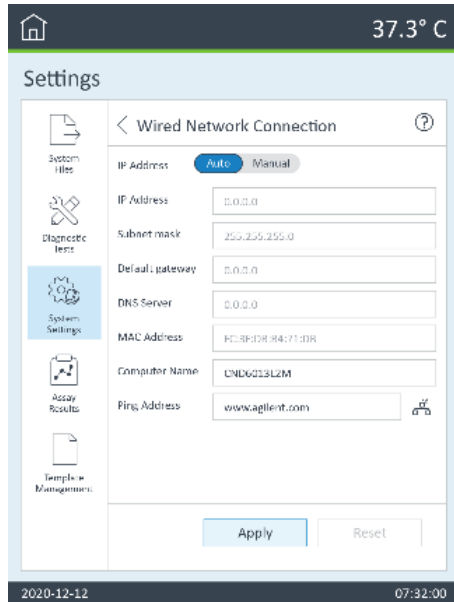 37.3° C
Settings
System
Files
Diagnostic
Tests
System
Settings
Assay
Results
Template
Management
Wired Network Connection
IP Address Auto Manual
IP Address 0.0.0.0
Subnet mask 255.255.255.0
Default gateway 0.0.0.0
DNS Server 0.0.0.0
MAC Address
Computer Name
Ping Address www.agilent.com
Apply Reset
2020-12-12 07:32:00